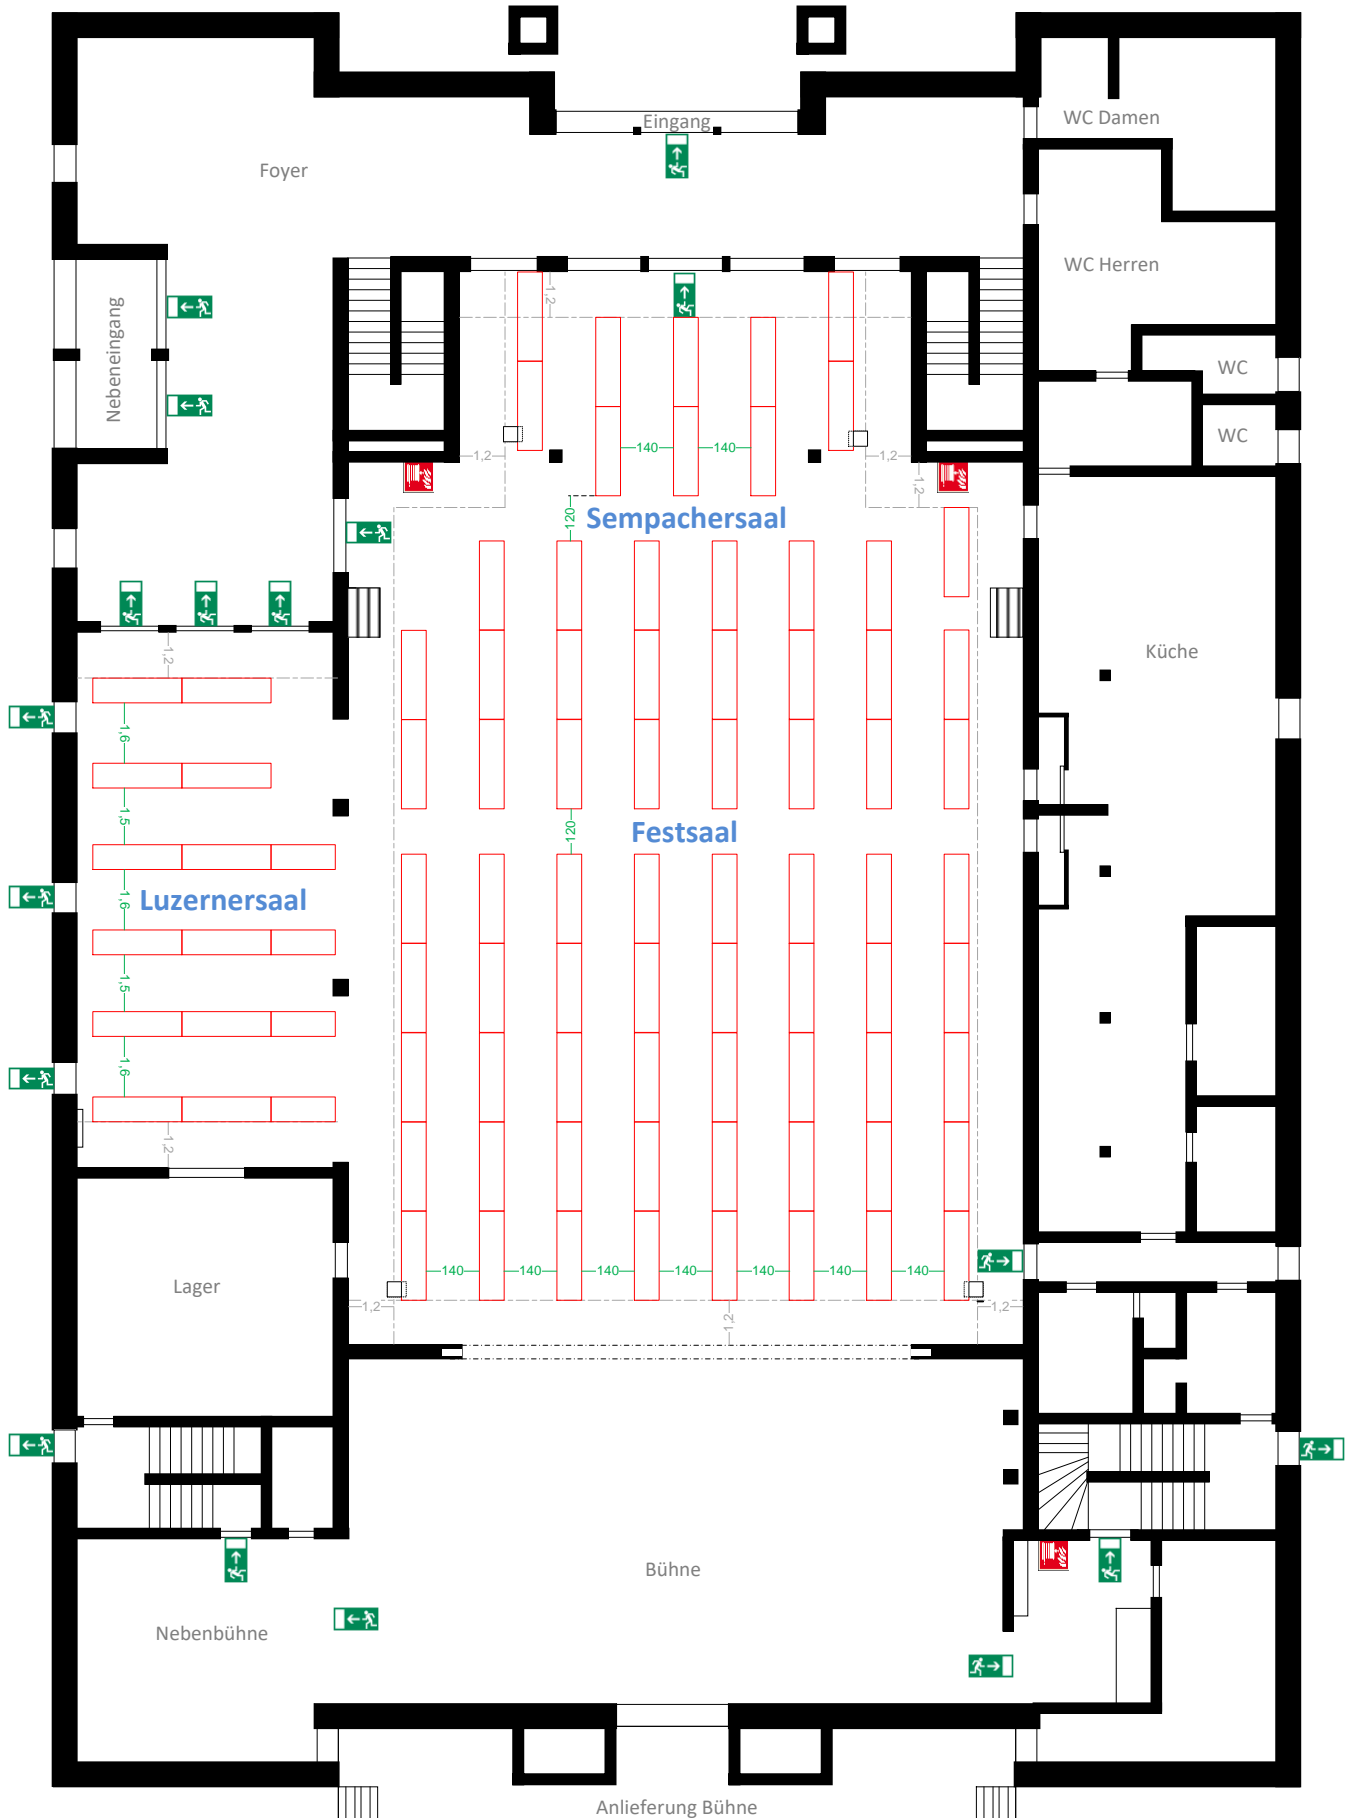 Eingang
WC Damen
Foyer
WC Herren
Nebeneingang
1,2
WC
WC
140
140
1,2
1,2
1,2
120
Sempachersaal
1,2
Küche
1,6
1,5
120
Festsaal
Luzernersaal
1,6
1,5
1,6
1,2
140
140
140
140
140
140
140
Lager
1,2
1,2
1,2
Bühne
Nebenbühne
Anlieferung Bühne